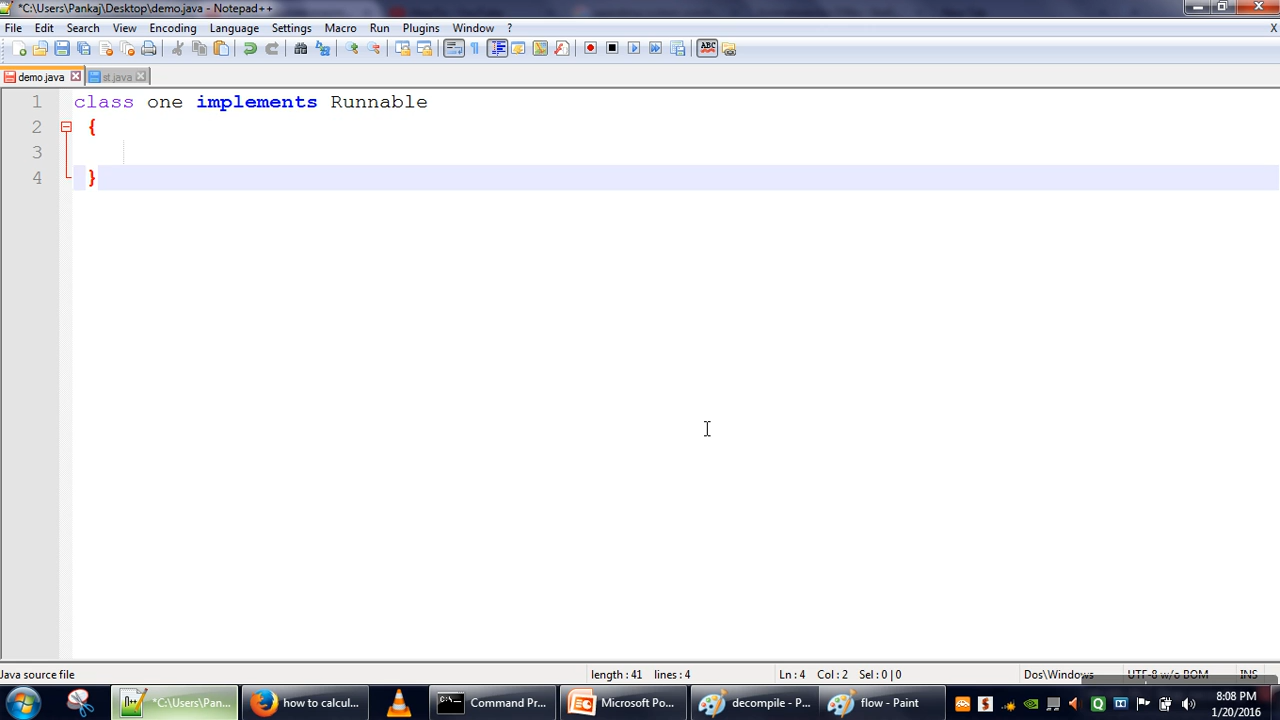 *C:\Users\Pankaj\Desktop\demo.java - Notepad++
File Edit Search View Encoding Language Settings Macro Run Plugins Window ? X
demo.java st.java
1 class one implements Runnable
2 {
3
4 }
Java source file length : 41 lines : 4 Ln : 4 Col : 2 Sel : 0 | 0 Dos\Windows UTF-8 w/o BOM INS
*C:\Users\Pan... how to calcul... Command Pr... Microsoft Po... decompile - P... flow - Paint 8:08 PM
1/20/2016